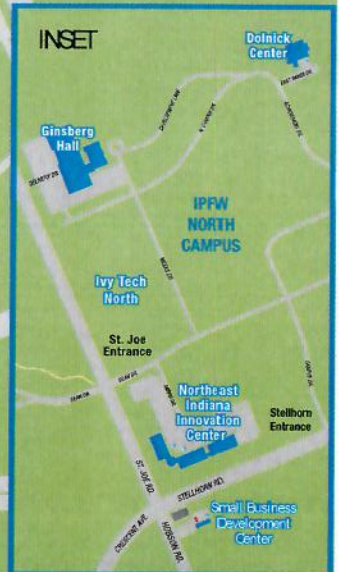 INSET
Dolnick
Center
Ginsberg
Hall
IPFW
NORTH
CAMPUS
Ivy Tech
North
St. Joe
Entrance
Northeast
Indiana
Innovation
Center
Stellhorn
Entrance
ST. JOE RD.
STELLHORN RD.
CRESCENT AVE.
HOBSON RD.
Small Business
Development
Center